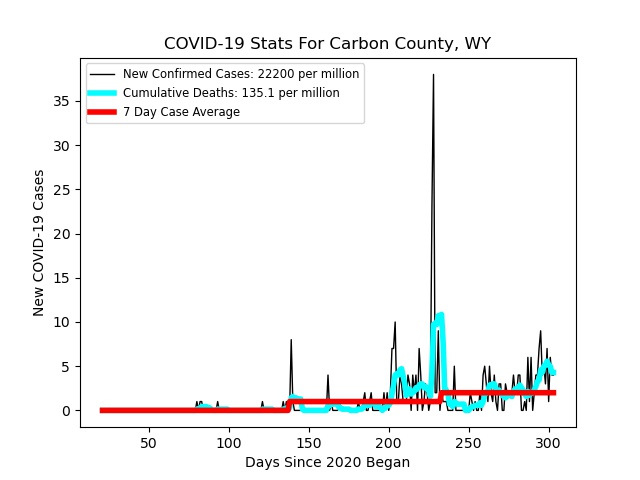 COVID-19 Stats For Carbon County, WY
New Confirmed Cases: 22200 per million
Cumulative Deaths: 135.1 per million
7 Day Case Average
New COVID-19 Cases
35
30
25
20
15
10
5
0
50 100 150 200 250 300
Days Since 2020 Began